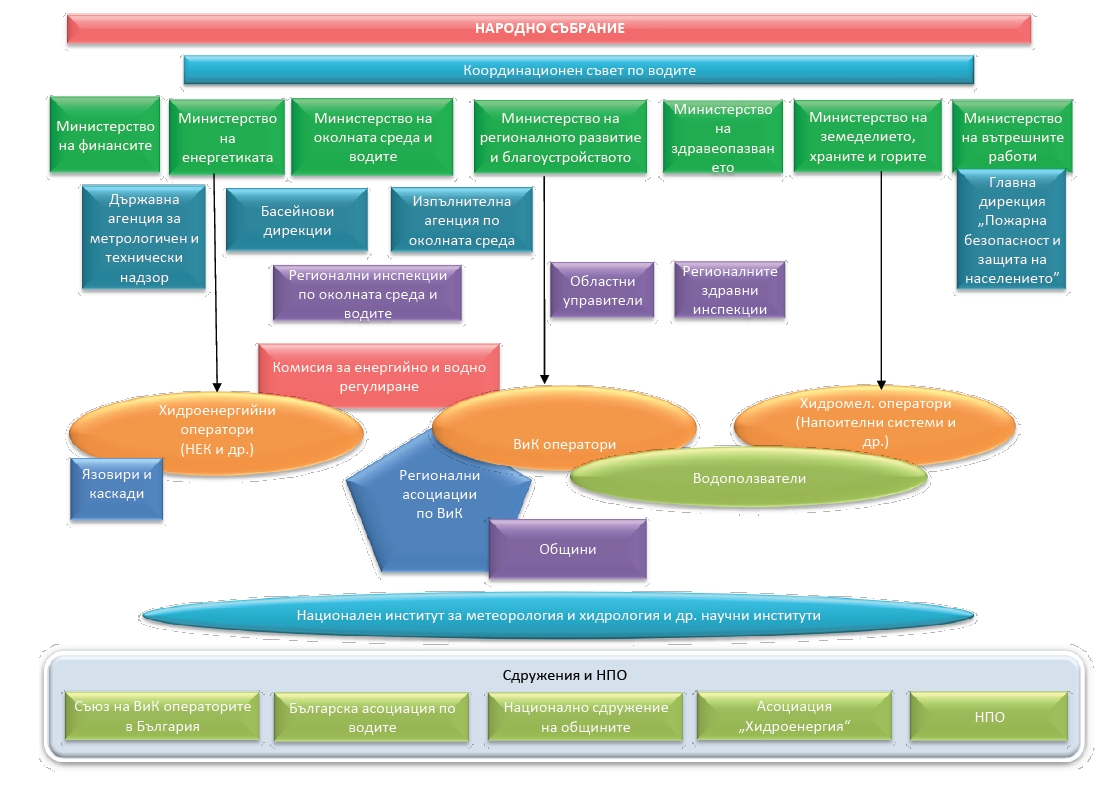 НАРОДНО СЪБРАНИЕ
Координационен съвет по водите
Министерство
на финансите
Министерство
на
енергетиката
Министерство на
околната среда и
водите
Министерство на
регионалното развитие
и благоустройството
Министерство
на
здравеопазван
ето
Министерство на
земеделието,
храните и горите
Министерство
на вътрешните
работи
Държавна
агенция за
метрологичен и
технически
надзор
Басейнови
дирекции
Изпълнителна
агенция по
околната среда
Главна
дирекция
„Пожарна
безопасност и
защита на
населението”
Регионални инспекции
по околната среда и
водите
Областни
управители
Регионалните
здравни
инспекции
Комисия за енергийно и водно
регулиране
Хидроенергийни
оператори
(НЕК и др.)
ВиК оператори
Хидромел. оператори
(Напоителни системи и
др.)
Язовири и
каскади
Регионални
асоциации
по ВиК
Водоползватели
Общини
Национален институт за метеорология и хидрология и др. научни институти
Сдружения и НПО
Съюз на ВиК операторите
в България
Българска асоциация по
водите
Национално сдружение
на общините
Асоциация
„Хидроенергия“
НПО